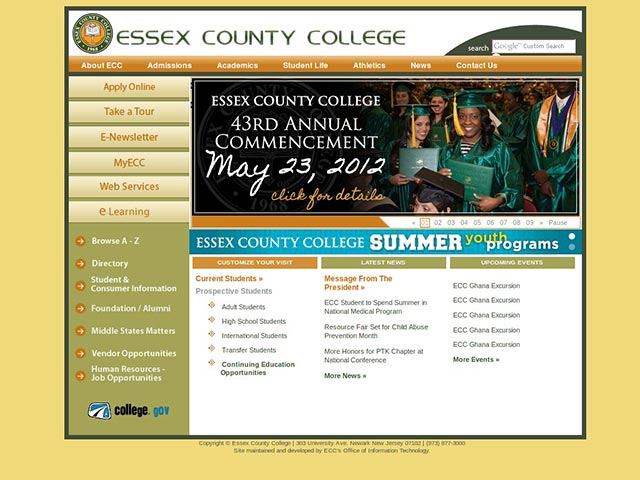 ESSEX COUNTY COLLEGE
1968
ESSEX COUNTY COLLEGE
search Google™ Custom Search
About ECC Admissions Academics Student Life Athletics News Contact Us
Apply Online
Take a Tour
E-Newsletter
MyECC
Web Services
e-Learning
ESSEX COUNTY COLLEGE
43RD ANNUAL
COMMENCEMENT
May 23, 2012
click for details
« 01 02 03 04 05 06 07 08 09 » Pause
ESSEX COUNTY COLLEGE SUMMER youth programs
Browse A - Z
Directory
Student &
Consumer Information
Foundation / Alumni
Middle States Matters
Vendor Opportunities
Human Resources -
Job Opportunities
college.gov
CUSTOMIZE YOUR VISIT
Current Students »
Prospective Students
Adult Students
High School Students
International Students
Transfer Students
Continuing Education
Opportunities
LATEST NEWS
Message From The
President »
ECC Student to Spend Summer in
National Medical Program
Resource Fair Set for Child Abuse
Prevention Month
More Honors for PTK Chapter at
National Conference
More News »
UPCOMING EVENTS
ECC Ghana Excursion
ECC Ghana Excursion
ECC Ghana Excursion
ECC Ghana Excursion
ECC Ghana Excursion
More Events »
Copyright © Essex County College | 303 University Ave. Newark New Jersey 07102 | (973) 877-3000
Site maintained and developed by ECC's Office of Information Technology.